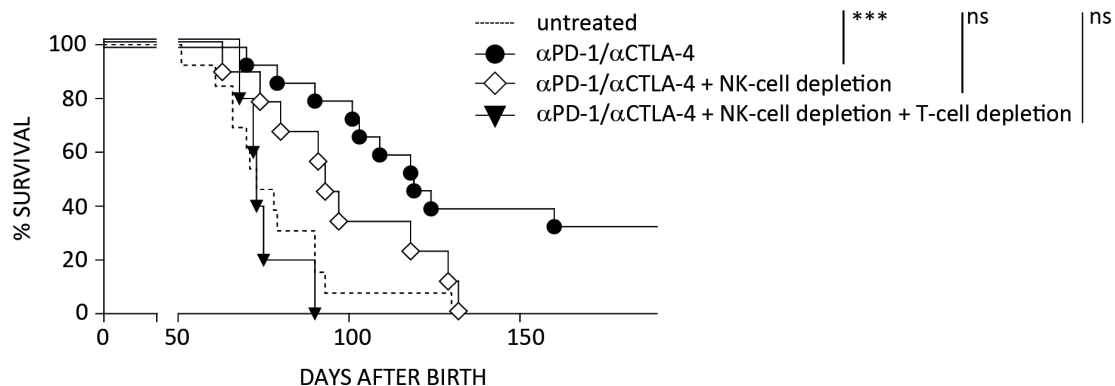 untreated
αPD-1/αCTLA-4
αPD-1/αCTLA-4 + NK-cell depletion
αPD-1/αCTLA-4 + NK-cell depletion + T-cell depletion
***
ns
ns
% SURVIVAL
100
80
60
40
20
0
0 50 100 150
DAYS AFTER BIRTH